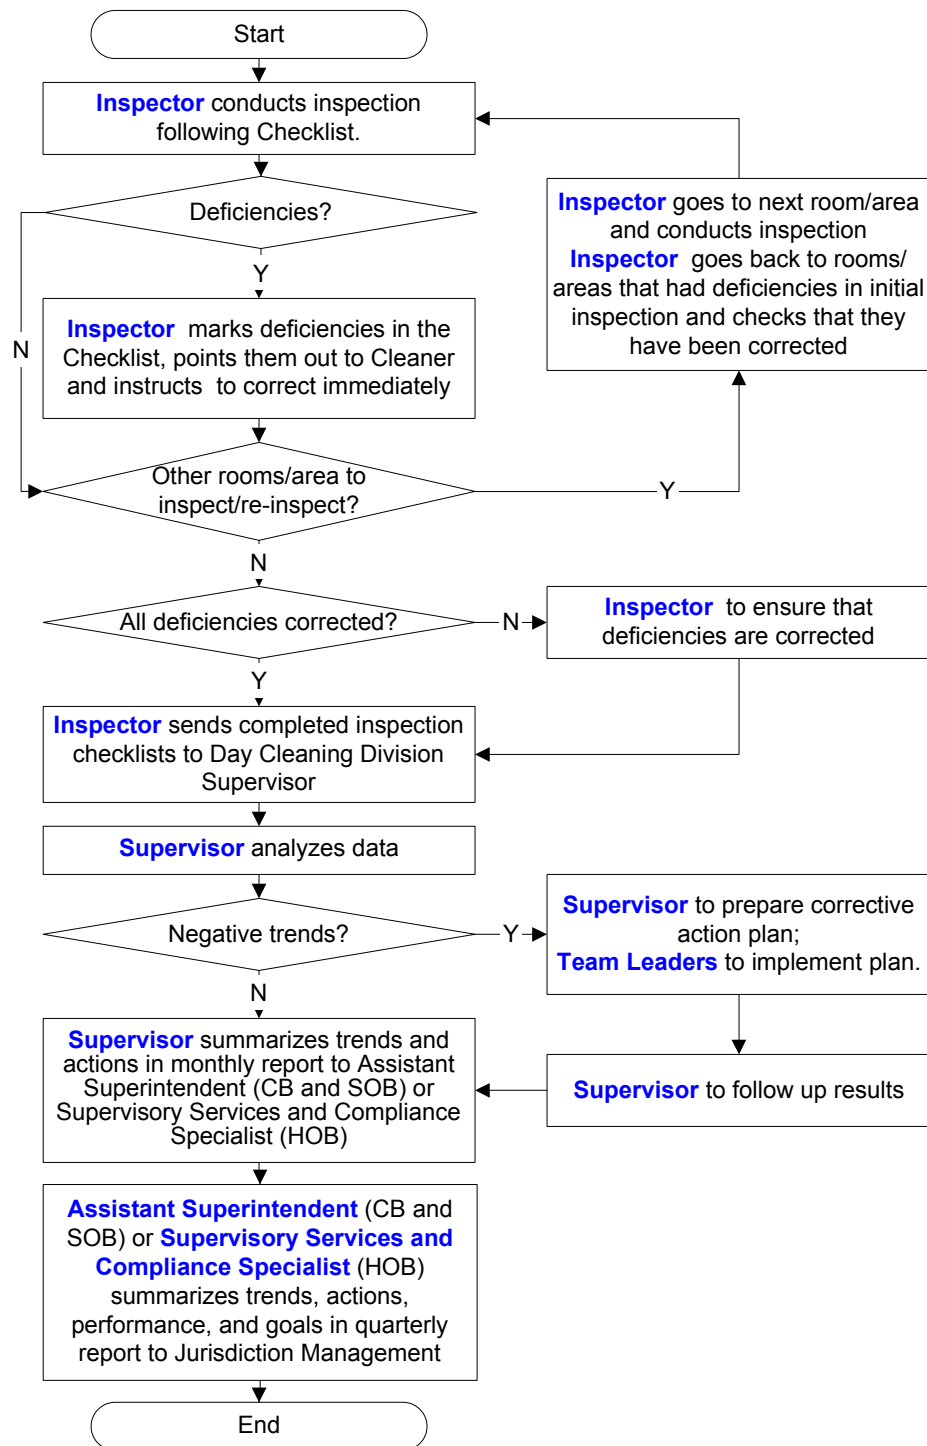 Start
Inspector conducts inspection
following Checklist.
Deficiencies?
Y
N
Inspector goes to next room/area
and conducts inspection
Inspector goes back to rooms/
areas that had deficiencies in initial
inspection and checks that they
have been corrected
Inspector marks deficiencies in the
Checklist, points them out to Cleaner
and instructs to correct immediately
Other rooms/area to
inspect/re-inspect?
Y
N
All deficiencies corrected?
N
Inspector to ensure that
deficiencies are corrected
Y
Inspector sends completed inspection
checklists to Day Cleaning Division
Supervisor
Supervisor analyzes data
Negative trends?
Y
Supervisor to prepare corrective
action plan;
Team Leaders to implement plan.
N
Supervisor summarizes trends and
actions in monthly report to Assistant
Superintendent (CB and SOB) or
Supervisory Services and Compliance
Specialist (HOB)
Supervisor to follow up results
Assistant Superintendent (CB and
SOB) or Supervisory Services and
Compliance Specialist (HOB)
summarizes trends, actions,
performance, and goals in quarterly
report to Jurisdiction Management
End